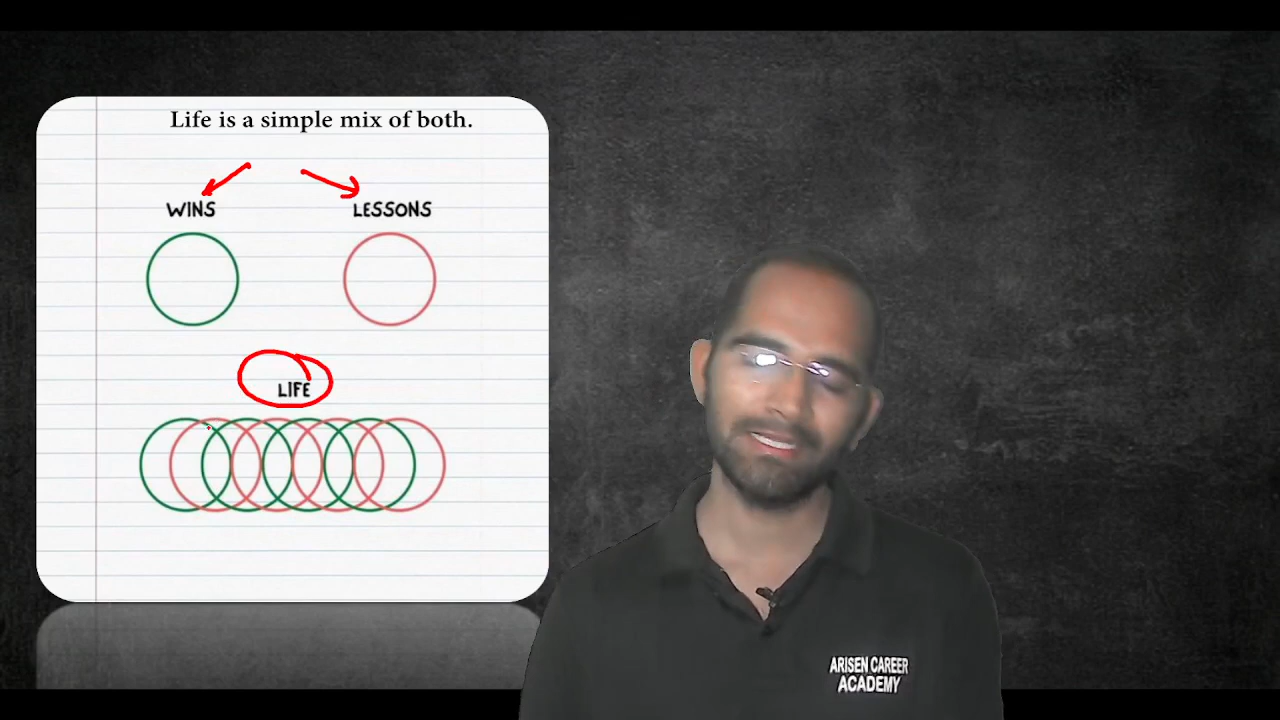 Life is a simple mix of both.
WINS
LESSONS
LIFE
ARISEN CAREER
ACADEMY